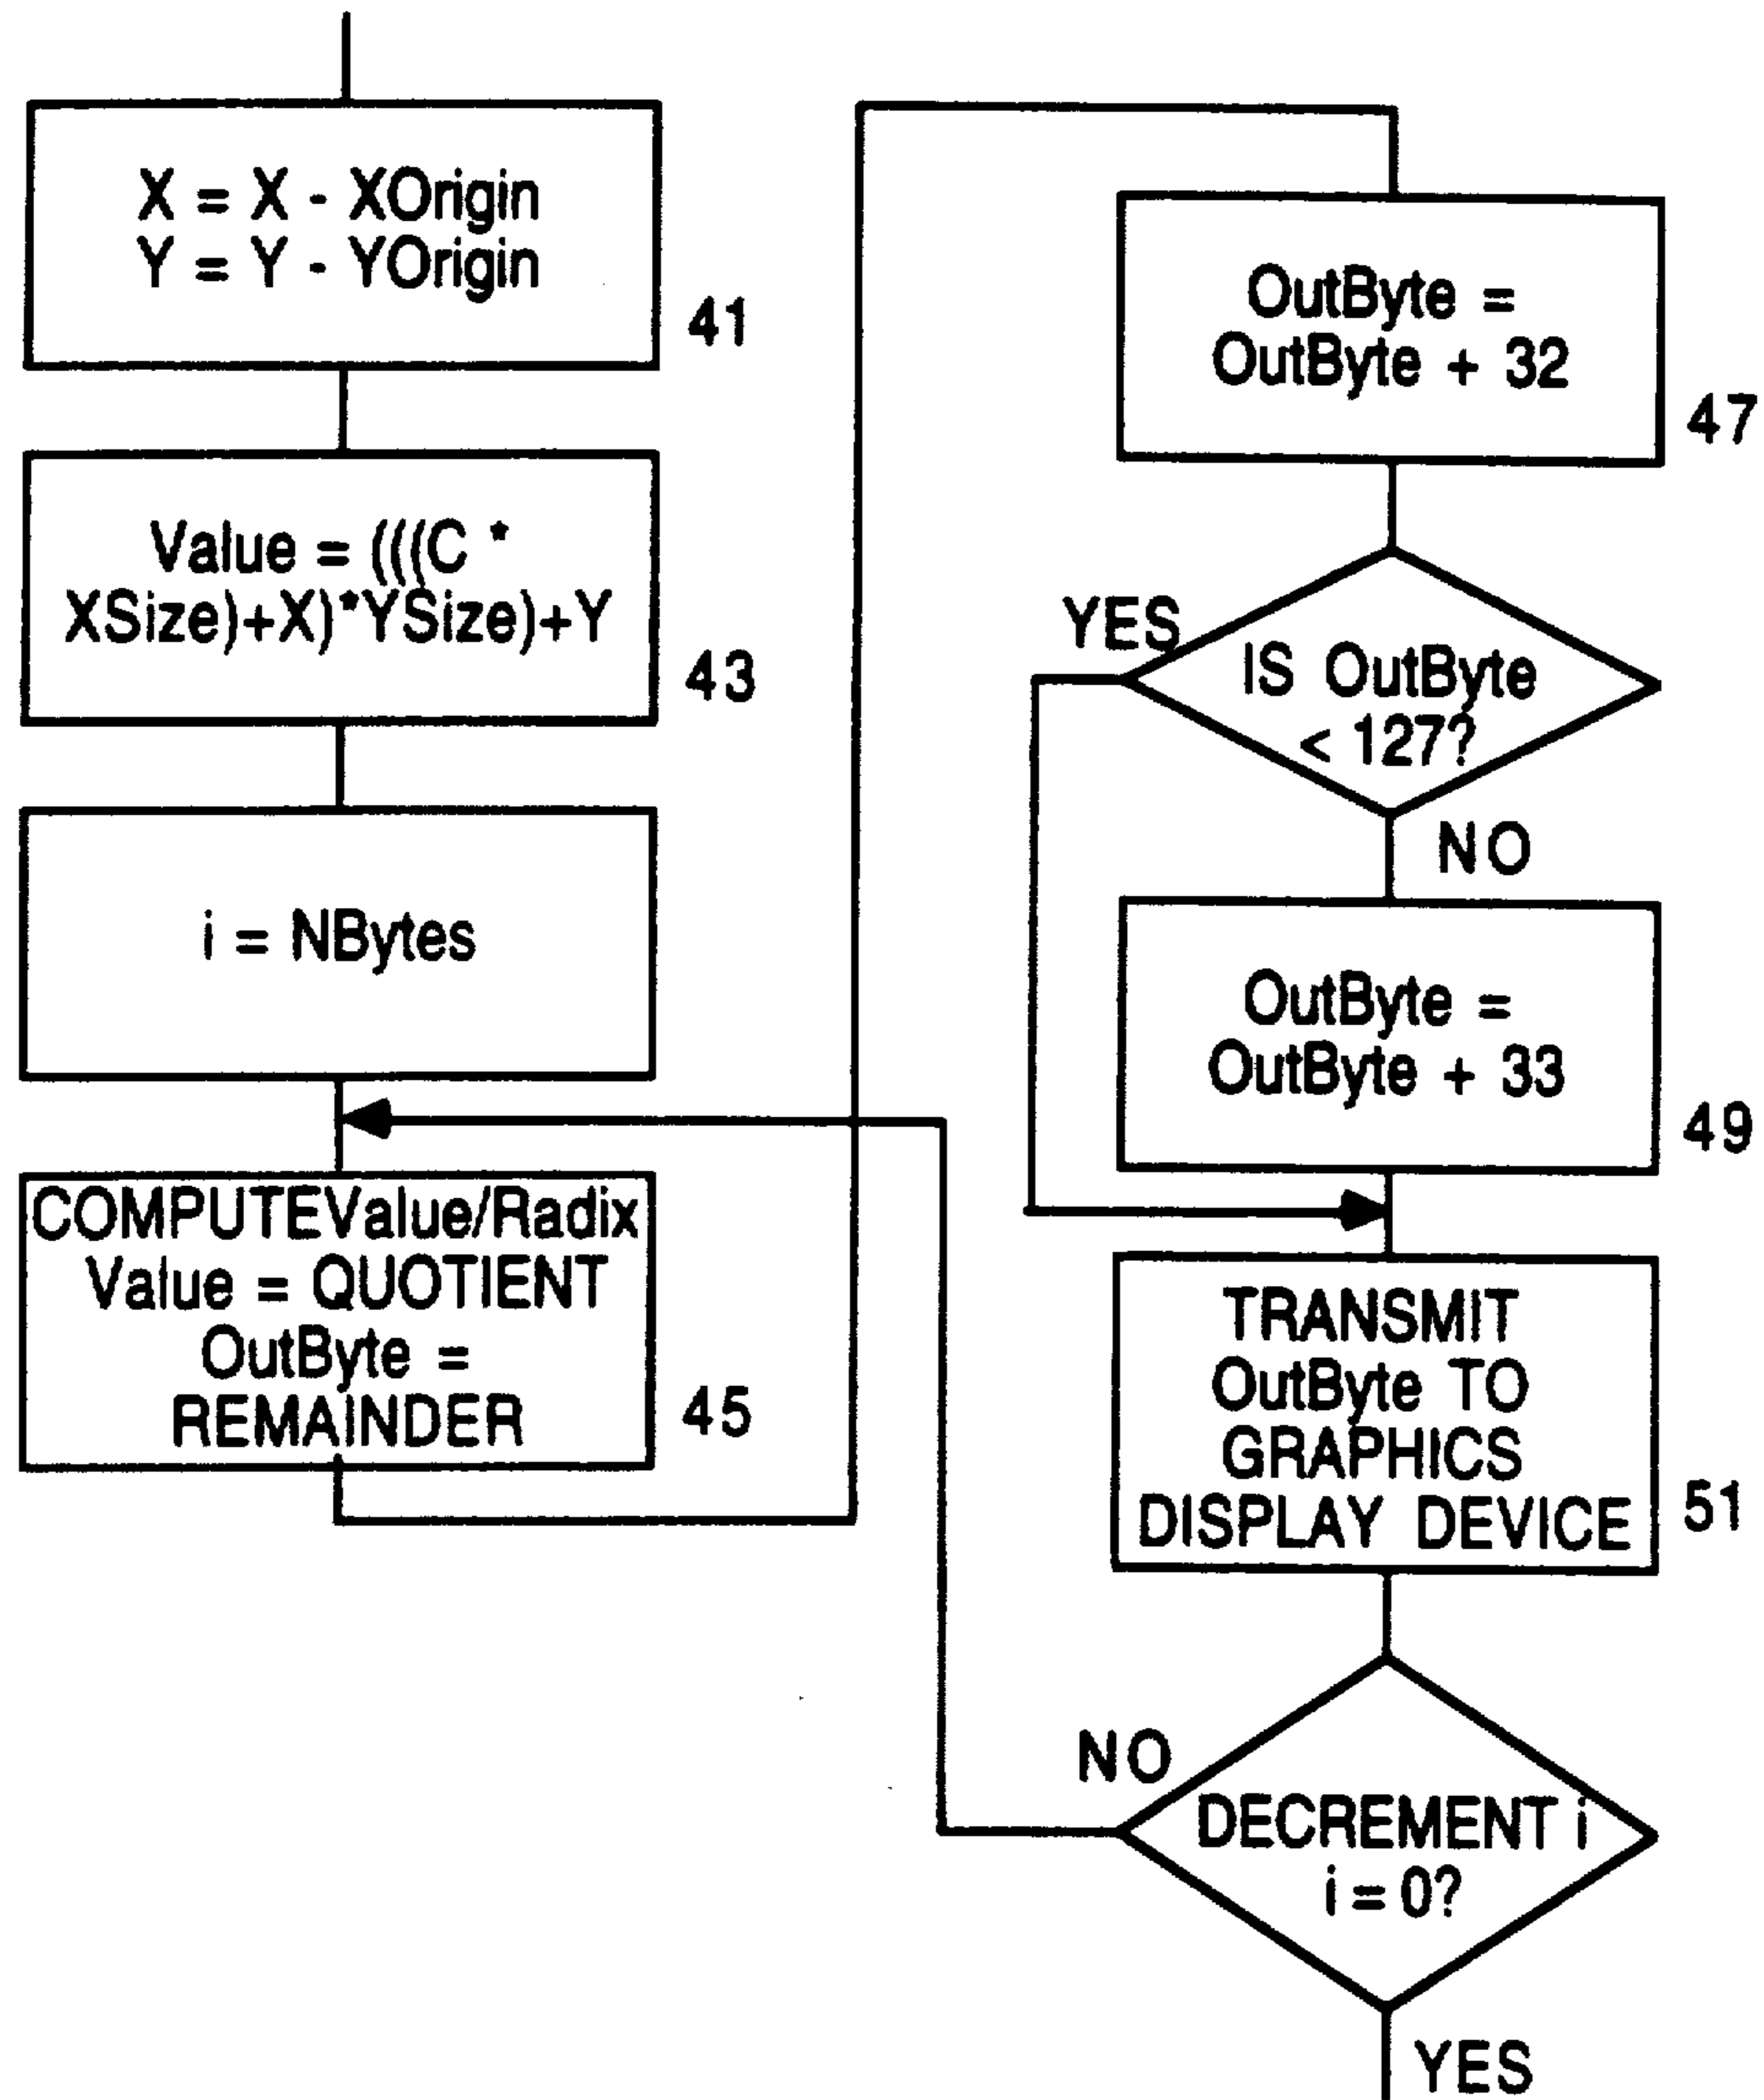 X = X - XOrigin
Y = Y - YOrigin
41
Value = (((C *
XSize)+X)*YSize)+Y
43
i = NBytes
COMPUTEValue/Radix
Value = QUOTIENT
OutByte =
REMAINDER
45
OutByte =
OutByte + 32
47
YES
IS OutByte
< 127?
NO
OutByte =
OutByte + 33
49
TRANSMIT
OutByte TO
GRAPHICS
DISPLAY DEVICE
51
NO
DECREMENT i
i = 0?
YES